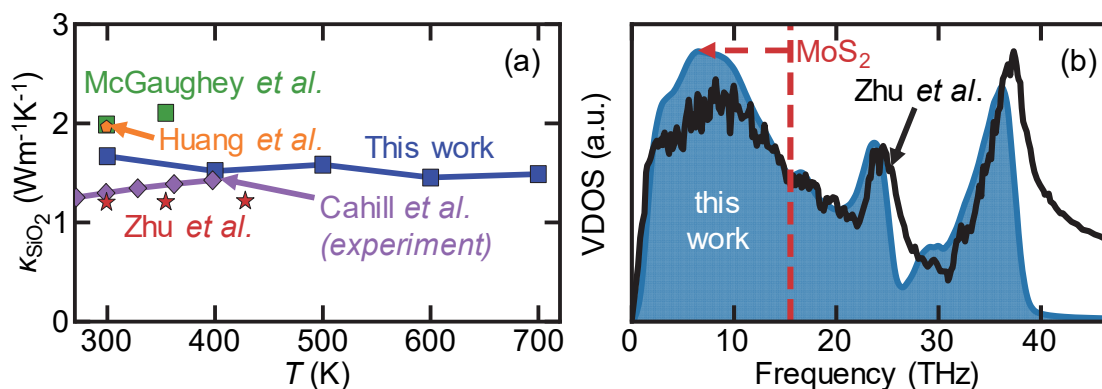 3
2
1
0
κSiO2 (Wm-1K-1)
(a)
McGaughey et al.
Huang et al.
This work
Cahill et al.
(experiment)
Zhu et al.
300
400
500
600
700
T (K)
VDOS (a.u.)
(b)
MoS2
Zhu et al.
this
work
0
10
20
30
40
Frequency (THz)